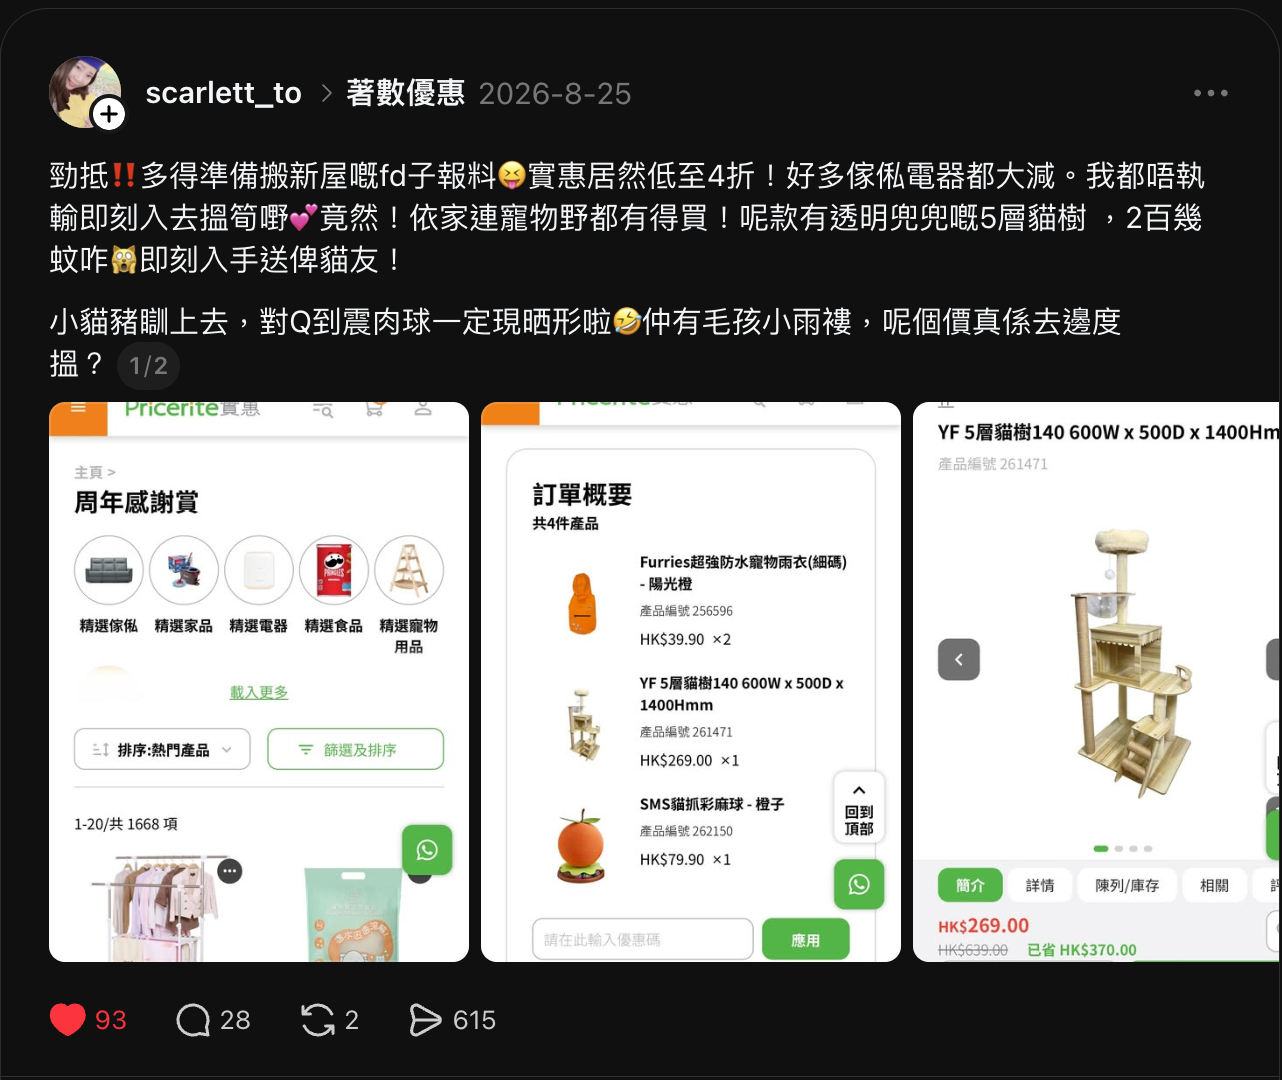 scarlett_to > 著數優惠 2026-8-25
勁抵‼️多得準備搬新屋嘅fd子報料😝實惠居然低至4折！好多傢俬電器都大減。我都唔執
輸即刻入去搵筍嘢💕竟然！依家連寵物野都有得買！呢款有透明兜兜嘅5層貓樹 ，2百幾
蚊咋🙀即刻入手送俾貓友！
小貓豬瞓上去，對Q到震肉球一定現晒形啦🤣仲有毛孩小雨褸，呢個價真係去邊度
搵？ 1/2
Pricerite實惠
主頁 >
周年感謝賞
精選傢俬
精選家品
精選電器
PRINGLES
精選食品
精選寵物
用品
載入更多
排序:熱門產品
篩選及排序
1-20/共 1668 項
訂單概要
共4件產品
Furries超強防水寵物雨衣(細碼)
- 陽光橙
產品編號 256596
HK$39.90 ×2
YF 5層貓樹140 600W x 500D x
1400Hmm
產品編號 261471
HK$269.00 ×1
SMS貓抓彩麻球 - 橙子
產品編號 262150
HK$79.90 ×1
回到
頂部
請在此輸入優惠碼
應用
YF 5層貓樹140 600W x 500D x 1400Hm
產品編號 261471
簡介
詳情
陳列/庫存
相關
HK$269.00
HK$639.00 已省 HK$370.00
93
28
2
615